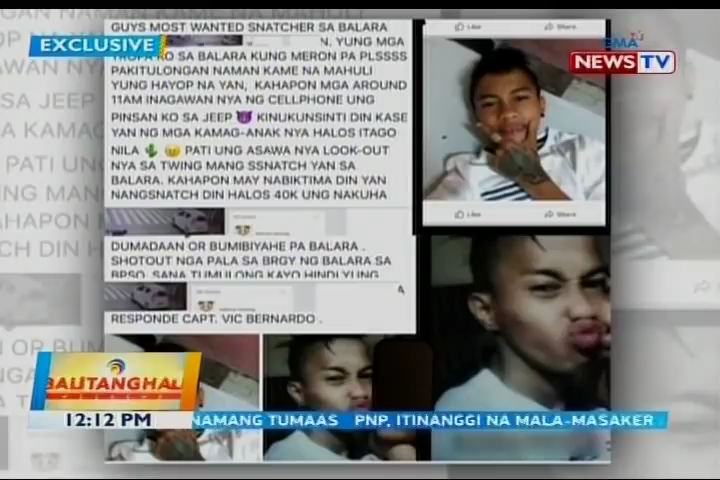 EXCLUSIVE
GMA
NEWS TV
GUYS MOST WANTED SNATCHER SA BALARA
N. YUNG MGA
TROPA KO SA BALARA KUNG MERON PA PLSSSS
PAKITULONGAN NAMAN KAME NA MAHULI
YUNG HAYOP NA YAN, KAHAPON MGA AROUND
11AM INAGAWAN NYA NG CELLPHONE UNG
PINSAN KO SA JEEP 😈 KINUKUNSINTI DIN KASE
YAN NG MGA KAMAG-ANAK NYA HALOS ITAGO
NILA 🌵 PATI UNG ASAWA NYA LOOK-OUT
NYA SA TWING MANG SSNATCH YAN SA
BALARA. KAHAPON MAY NABIKTIMA DIN YAN
NANGSNATCH DIN HALOS 40K UNG NAKUHA
DUMADAAN OR BUMIBIYAHE PA BALARA .
SHOTOUT NGA PALA SA BRGY NG BALARA SA
BPSO. SANA TUMULONG KAYO HINDI YUNG
RESPONDE CAPT. VIC BERNARDO .
Like Share
Like Share
BALITANGHALI
12:12 PM
NAMANG TUMAAS PNP, ITINANGGI NA MALA-MASAKER